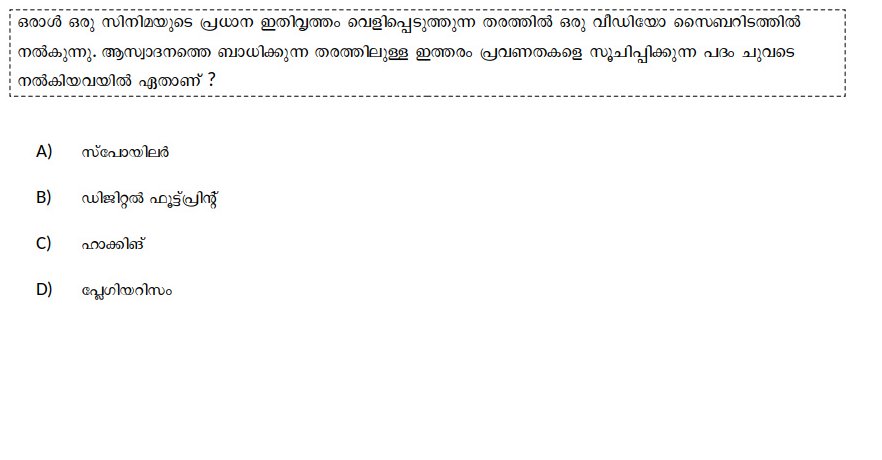 ഒരാൾ ഒരു സിനിമയുടെ പ്രധാന ഇതിവൃത്തം വെളിപ്പെടുത്തുന്ന തരത്തിൽ ഒരു വീഡിയോ സൈബറിടത്തിൽ
നൽകുന്നു. ആസ്വാദനത്തെ ബാധിക്കുന്ന തരത്തിലുള്ള ഇത്തരം പ്രവണതകളെ സൂചിപ്പിക്കുന്ന പദം ചുവടെ
നൽകിയവയിൽ ഏതാണ് ?
A) സ്പോയിലർ
B) ഡിജിറ്റൽ ഫൂട്ട്പ്രിന്റ്
C) ഹാക്കിങ്
D) പ്ലേഗിയറിസം